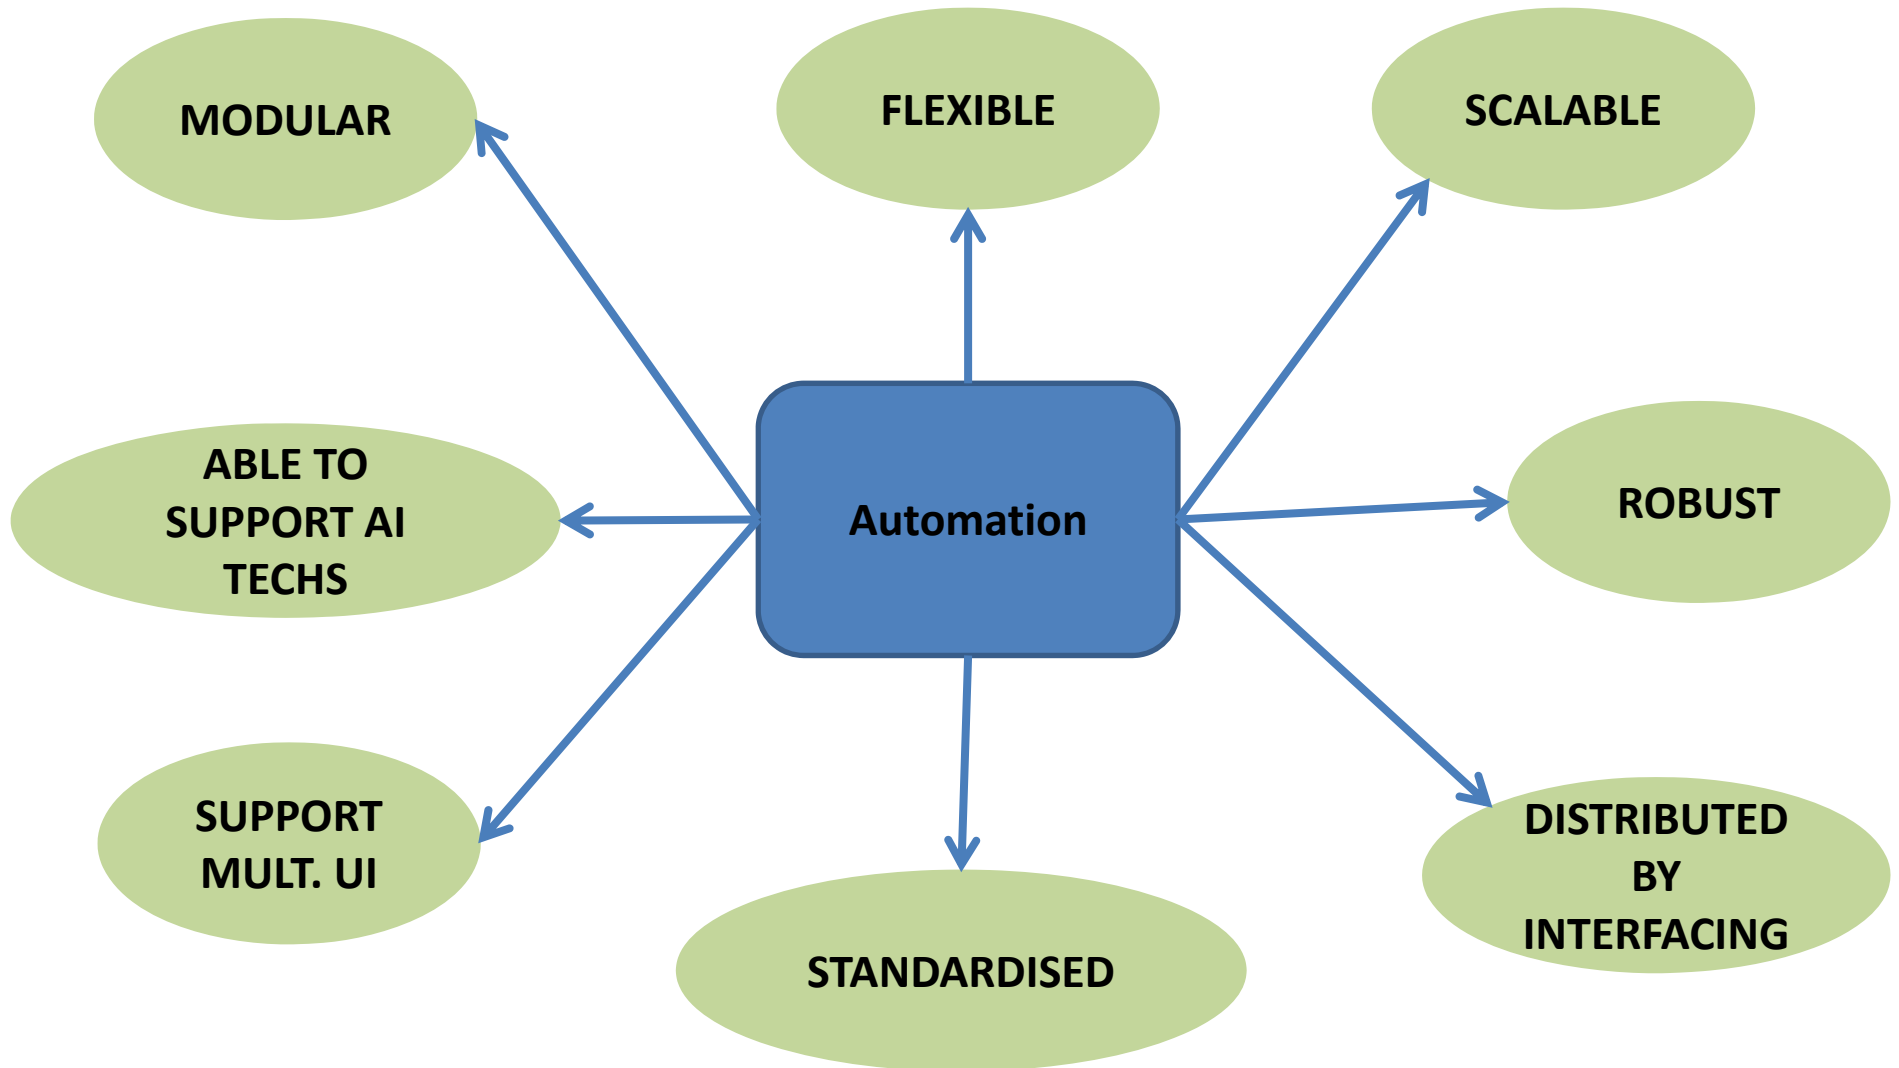 MODULAR
FLEXIBLE
SCALABLE
ABLE TO
SUPPORT AI
TECHS
Automation
ROBUST
SUPPORT
MULT. UI
STANDARDISED
DISTRIBUTED
BY
INTERFACING